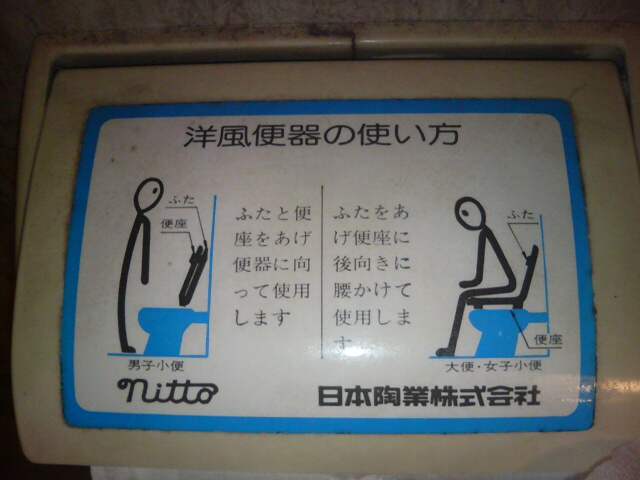 洋風便器の使い方
ふた
便座
ふたと便
座をあげ
便器に向
って使用
します
男子小便
ふたをあ
げ便座に
後向きに
腰かけて
使用しま
す
ふた
便座
大便・女子小便
nitto
日本陶業株式会社